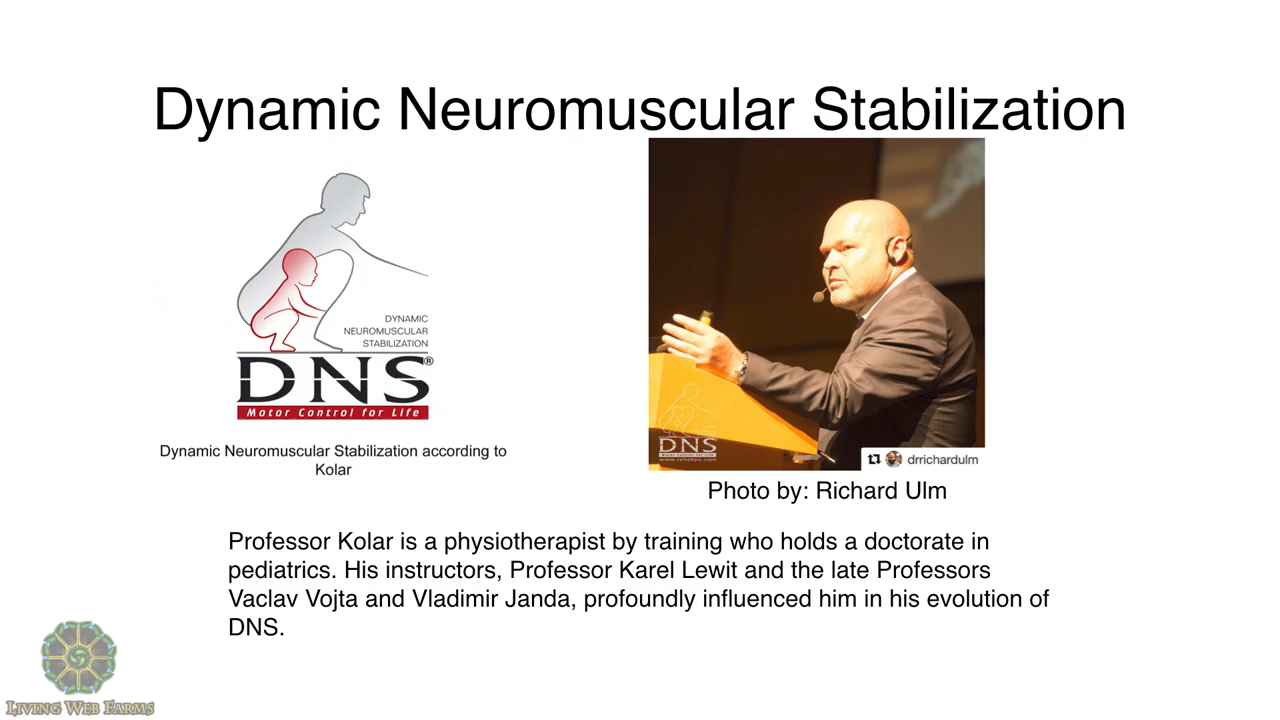 Dynamic Neuromuscular Stabilization
DYNAMIC
NEUROMUSCULAR
STABILIZATION
DNS®
Motor Control for Life
Dynamic Neuromuscular Stabilization according to
Kolar
DNS
www.rehabps.com
drrichardulm
Photo by: Richard Ulm
Professor Kolar is a physiotherapist by training who holds a doctorate in
pediatrics. His instructors, Professor Karel Lewit and the late Professors
Vaclav Vojta and Vladimir Janda, profoundly influenced him in his evolution of
DNS.
LIVING WEB FARMS